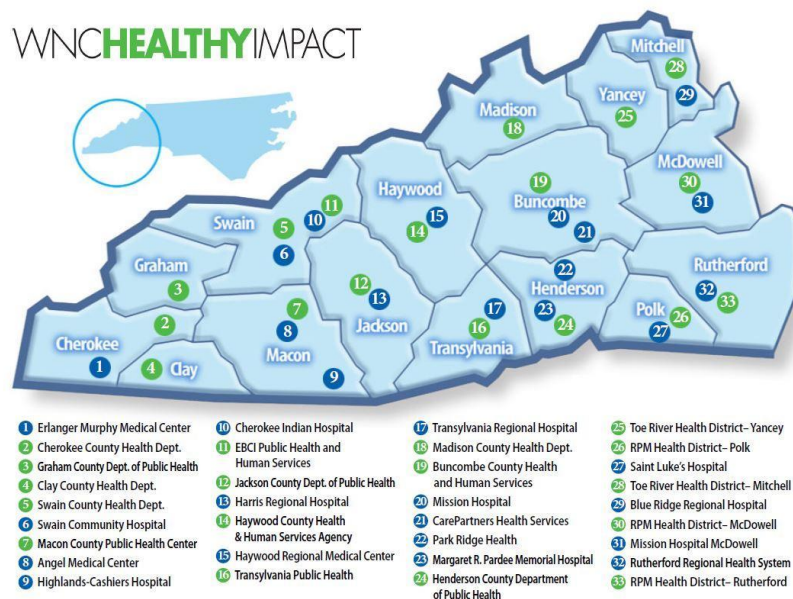 WNCHEALTHYIMPACT
Mitchell
28
29
Yancey
25
Madison
18
McDowell
30
31
19
Buncombe
20
21
Haywood
15
14
11
10
Swain
5
6
Graham
3
12
13
Jackson
22
Henderson
23
24
Rutherford
32
33
Polk
26
27
17
16
Transylvania
7
8
Macon
9
2
Cherokee
1
4
Clay
1 Erlanger Murphy Medical Center
2 Cherokee County Health Dept.
3 Graham County Dept. of Public Health
4 Clay County Health Dept.
5 Swain County Health Dept.
6 Swain Community Hospital
7 Macon County Public Health Center
8 Angel Medical Center
9 Highlands-Cashiers Hospital
10 Cherokee Indian Hospital
11 EBCI Public Health and
Human Services
12 Jackson County Dept. of Public Health
13 Harris Regional Hospital
14 Haywood County Health
& Human Services Agency
15 Haywood Regional Medical Center
16 Transylvania Public Health
17 Transylvania Regional Hospital
18 Madison County Health Dept.
19 Buncombe County Health
and Human Services
20 Mission Hospital
21 CarePartners Health Services
22 Park Ridge Health
23 Margaret R. Pardee Memorial Hospital
24 Henderson County Department
of Public Health
25 Toe River Health District– Yancey
26 RPM Health District– Polk
27 Saint Luke's Hospital
28 Toe River Health District– Mitchell
29 Blue Ridge Regional Hospital
30 RPM Health District– McDowell
31 Mission Hospital McDowell
32 Rutherford Regional Health System
33 RPM Health District– Rutherford